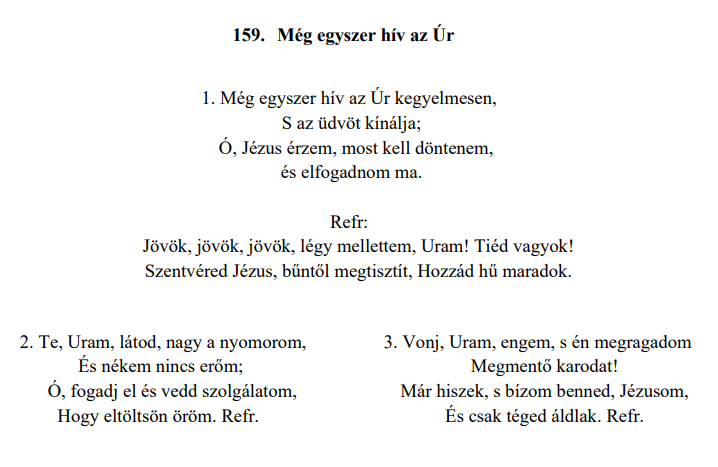 159. Még egyszer hív az Úr
1. Még egyszer hív az Úr kegyelmesen,
S az üdvöt kínálja;
Ó, Jézus érzem, most kell döntenem,
és elfogadnom ma.
Refr:
Jövök, jövök, jövök, légy mellettem, Uram! Tiéd vagyok!
Szentvéred Jézus, bűntől megtisztít, Hozzád hű maradok.
2. Te, Uram, látod, nagy a nyomorom,
És nékem nincs erőm;
Ó, fogadj el és vedd szolgálatom,
Hogy eltöltsön öröm. Refr.
3. Vonj, Uram, engem, s én megragadom
Megmentő karodat!
Már hiszek, s bízom benned, Jézusom,
És csak téged áldlak. Refr.